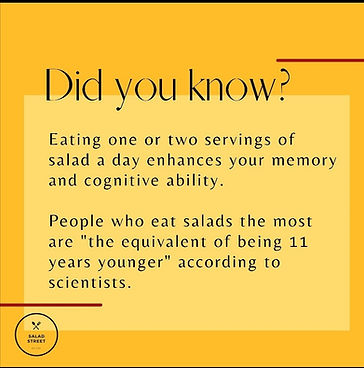 Did you know?
Eating one or two servings of
salad a day enhances your memory
and cognitive ability.
People who eat salads the most
are "the equivalent of being 11
years younger" according to
scientists.
SALAD
STREET